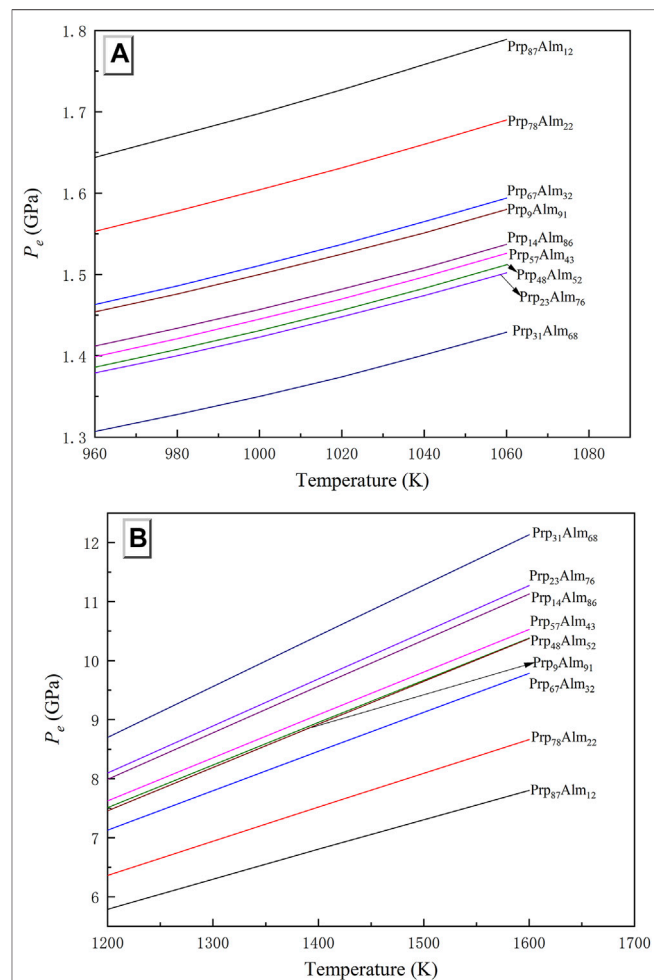 A
1.8
1.7
1.6
1.5
1.4
1.3
P_e (GPa)
Prp₈₇Alm₁₂
Prp₇₈Alm₂₂
Prp₆₇Alm₃₂
Prp₉Alm₉₁
Prp₁₄Alm₈₆
Prp₅₇Alm₄₃
Prp₄₈Alm₅₂
Prp₂₃Alm₇₆
Prp₃₁Alm₆₈
960 980 1000 1020 1040 1060 1080
Temperature (K)
B
12
11
10
9
8
7
6
P_e (GPa)
Prp₃₁Alm₆₈
Prp₂₃Alm₇₆
Prp₁₄Alm₈₆
Prp₅₇Alm₄₃
Prp₄₈Alm₅₂
Prp₉Alm₉₁
Prp₆₇Alm₃₂
Prp₇₈Alm₂₂
Prp₈₇Alm₁₂
1200 1300 1400 1500 1600 1700
Temperature (K)